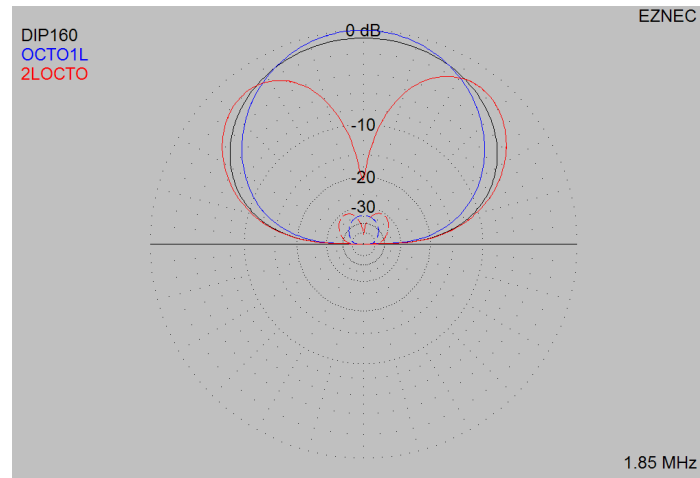 EZNEC
DIP160
OCTO1L
2LOCTO
0 dB
-10
-20
-30
1.85 MHz